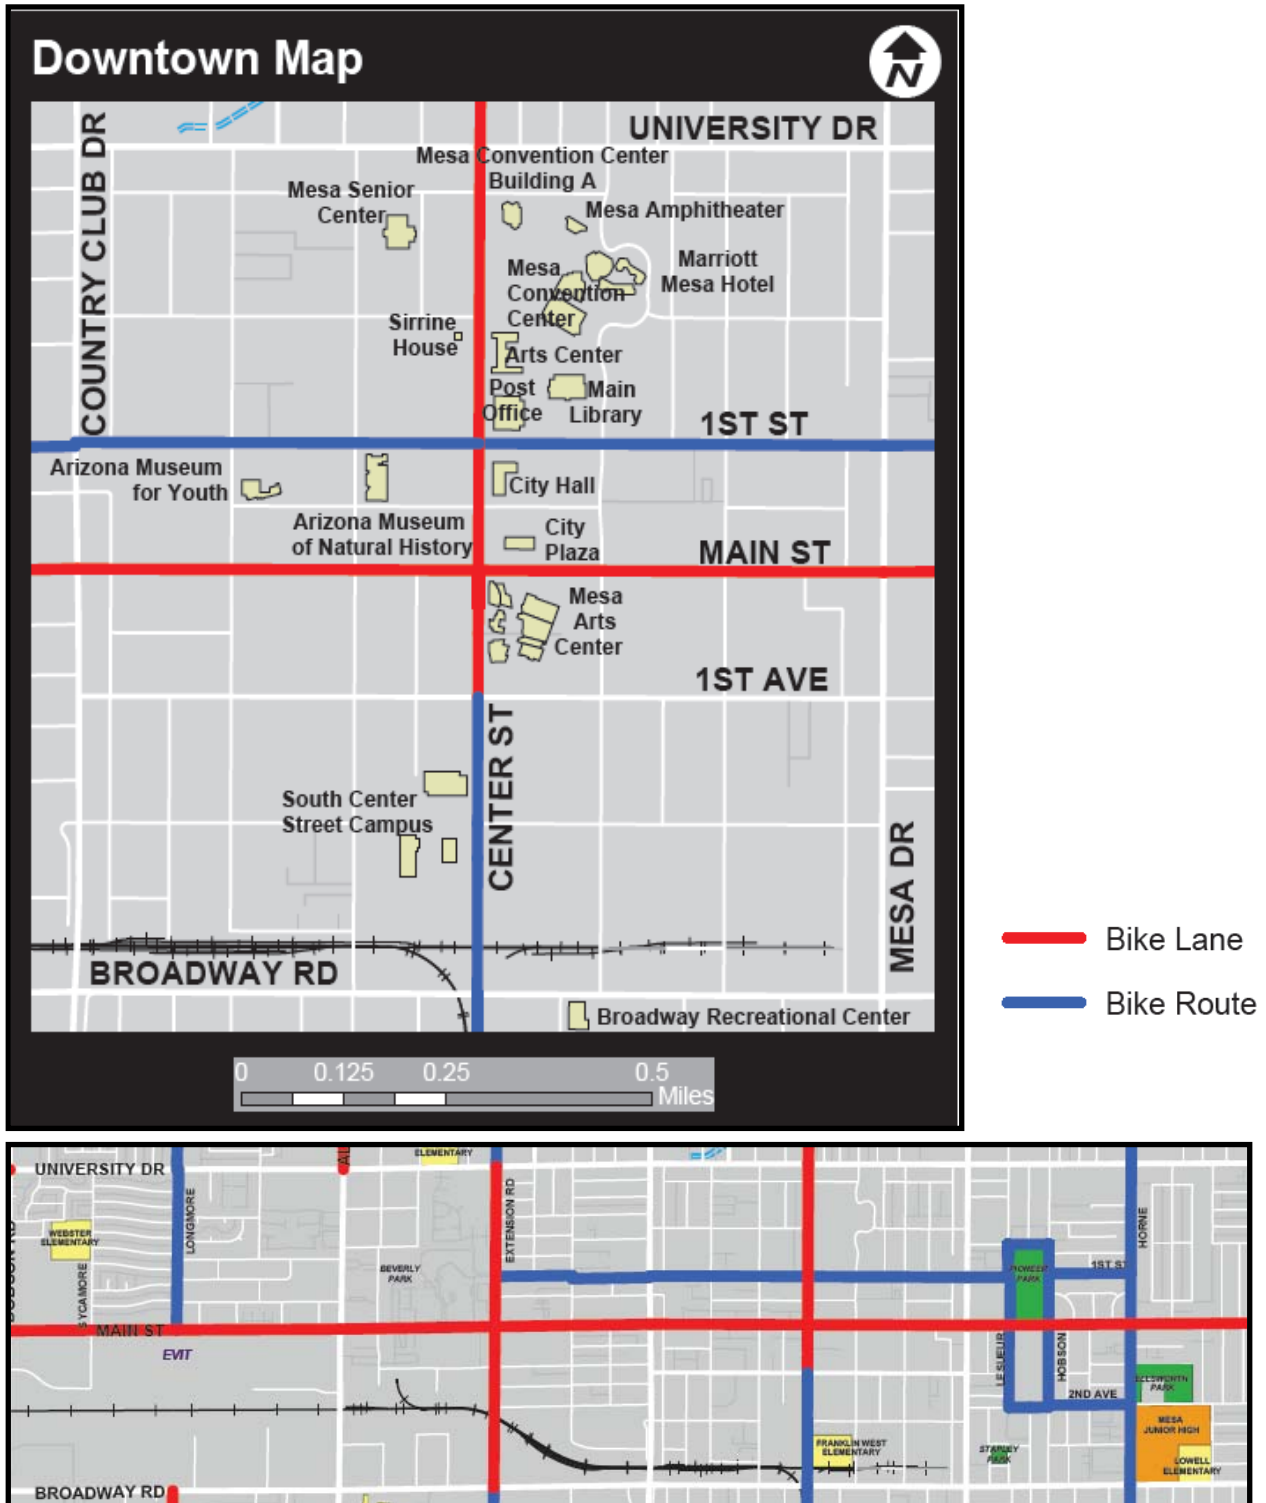 Downtown Map
N
UNIVERSITY DR
COUNTRY CLUB DR
Mesa Convention Center
Building A
Mesa Senior
Center
Mesa Amphitheater
Marriott
Mesa Hotel
Mesa
Convention
Center
Sirrine
House
Arts Center
Post
Office
Main
Library
1ST ST
Arizona Museum
for Youth
City Hall
Arizona Museum
of Natural History
City
Plaza
MAIN ST
Mesa
Arts
Center
1ST AVE
CENTER ST
South Center
Street Campus
MESA DR
BROADWAY RD
Broadway Recreational Center
0 0.125 0.25 0.5
Miles
Bike Lane
Bike Route
UNIVERSITY DR
ELEMENTARY
AL
LONGMORE
EXTENSION RD
HORNE
WEBSTER
ELEMENTARY
SYCAMORE
BEVERLY
PARK
PIONEER
PARK
1ST ST
MAIN ST
EVIT
LESUEUR
HOBSON
2ND AVE
PARK
MESA
JUNIOR HIGH
FRANKLIN WEST
ELEMENTARY
STAPLEY
PARK
LOWELL
ELEMENTARY
BROADWAY RD